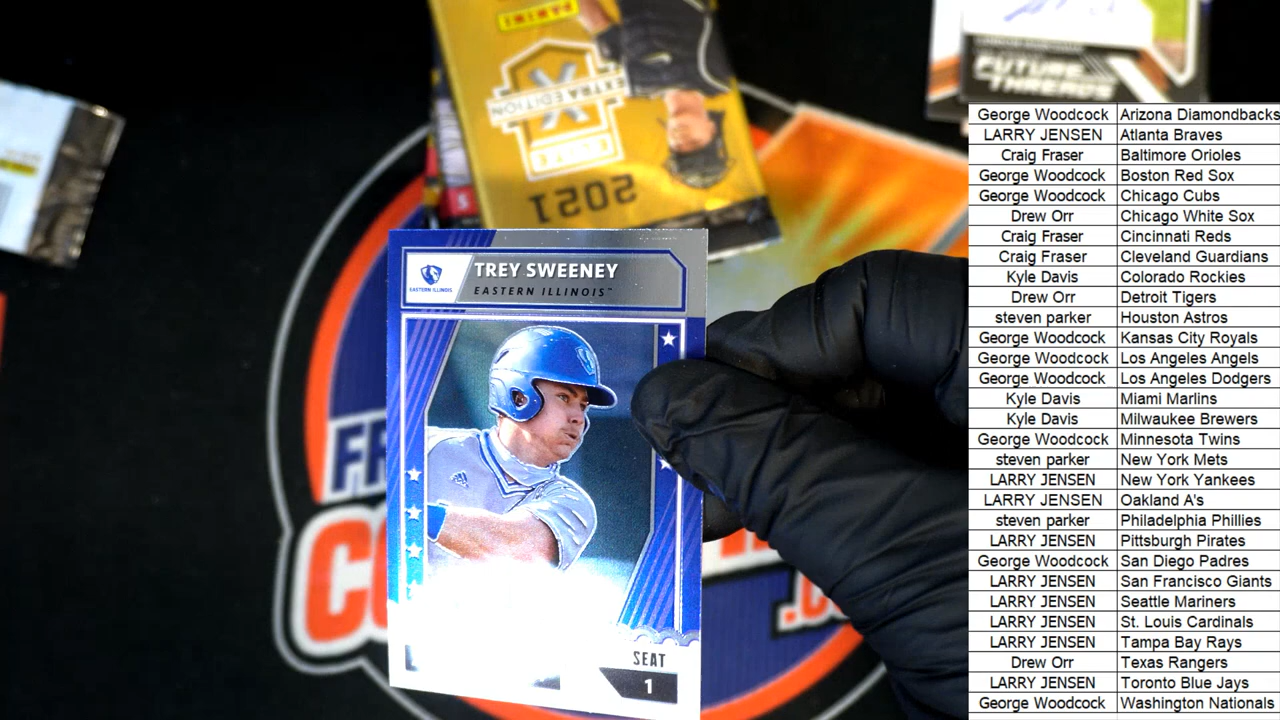 PANINI
EXTRA EDITION
X
ELITE
2021
FUTURE
THREADS
EASTERN ILLINOIS
TREY SWEENEY
EASTERN ILLINOIS™
SEAT
1
George Woodcock Arizona Diamondbacks
LARRY JENSEN Atlanta Braves
Craig Fraser Baltimore Orioles
George Woodcock Boston Red Sox
George Woodcock Chicago Cubs
Drew Orr Chicago White Sox
Craig Fraser Cincinnati Reds
Craig Fraser Cleveland Guardians
Kyle Davis Colorado Rockies
Drew Orr Detroit Tigers
steven parker Houston Astros
George Woodcock Kansas City Royals
George Woodcock Los Angeles Angels
George Woodcock Los Angeles Dodgers
Kyle Davis Miami Marlins
Kyle Davis Milwaukee Brewers
George Woodcock Minnesota Twins
steven parker New York Mets
LARRY JENSEN New York Yankees
LARRY JENSEN Oakland A's
steven parker Philadelphia Phillies
LARRY JENSEN Pittsburgh Pirates
George Woodcock San Diego Padres
LARRY JENSEN San Francisco Giants
LARRY JENSEN Seattle Mariners
LARRY JENSEN St. Louis Cardinals
LARRY JENSEN Tampa Bay Rays
Drew Orr Texas Rangers
LARRY JENSEN Toronto Blue Jays
George Woodcock Washington Nationals